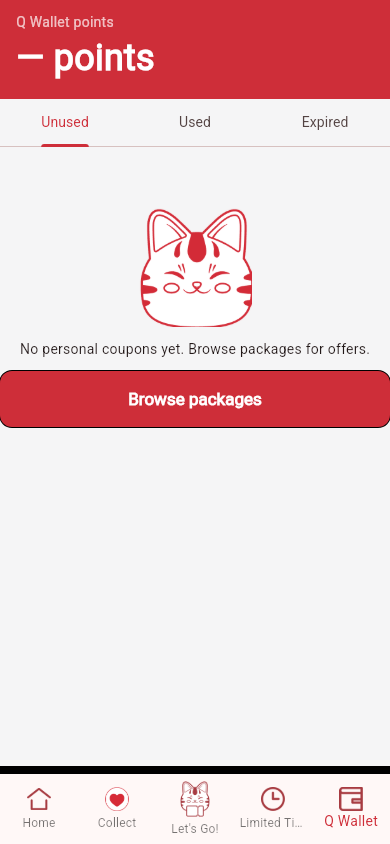 Q Wallet points
— points
Unused
Used
Expired
No personal coupons yet. Browse packages for offers.
Browse packages
Home
Collect
Let's Go!
Limited Ti...
Q Wallet